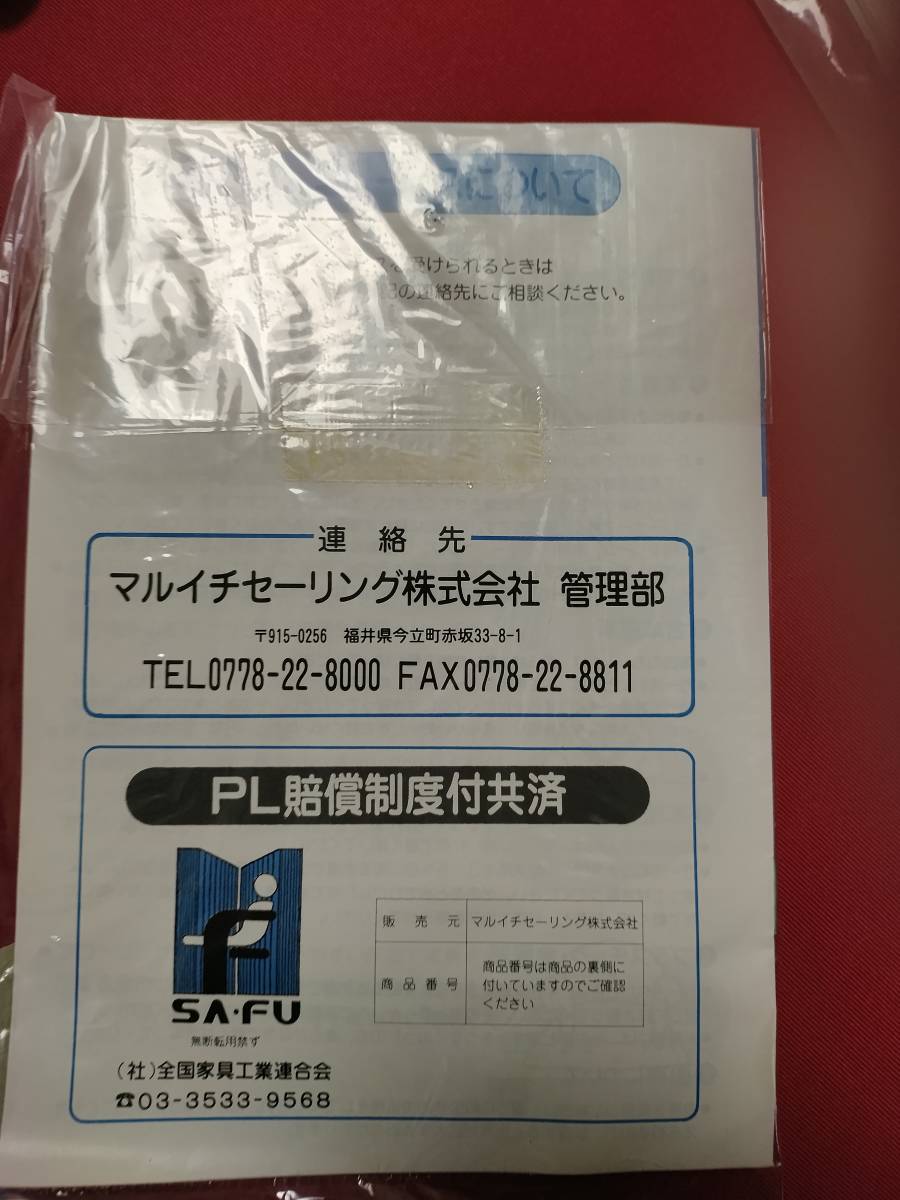 について
受けられるときは
の連絡先にご相談ください。
連絡先
マルイチセーリング株式会社 管理部
〒915-0256 福井県今立町赤坂33-8-1
TEL0778-22-8000 FAX0778-22-8811
PL賠償制度付共済
SA・FU
無断転用禁ず
(社)全国家具工業連合会
☎03-3533-9568
販売元 マルイチセーリング株式会社
商品番号 商品番号は商品の裏側に
付いていますのでご確認
ください